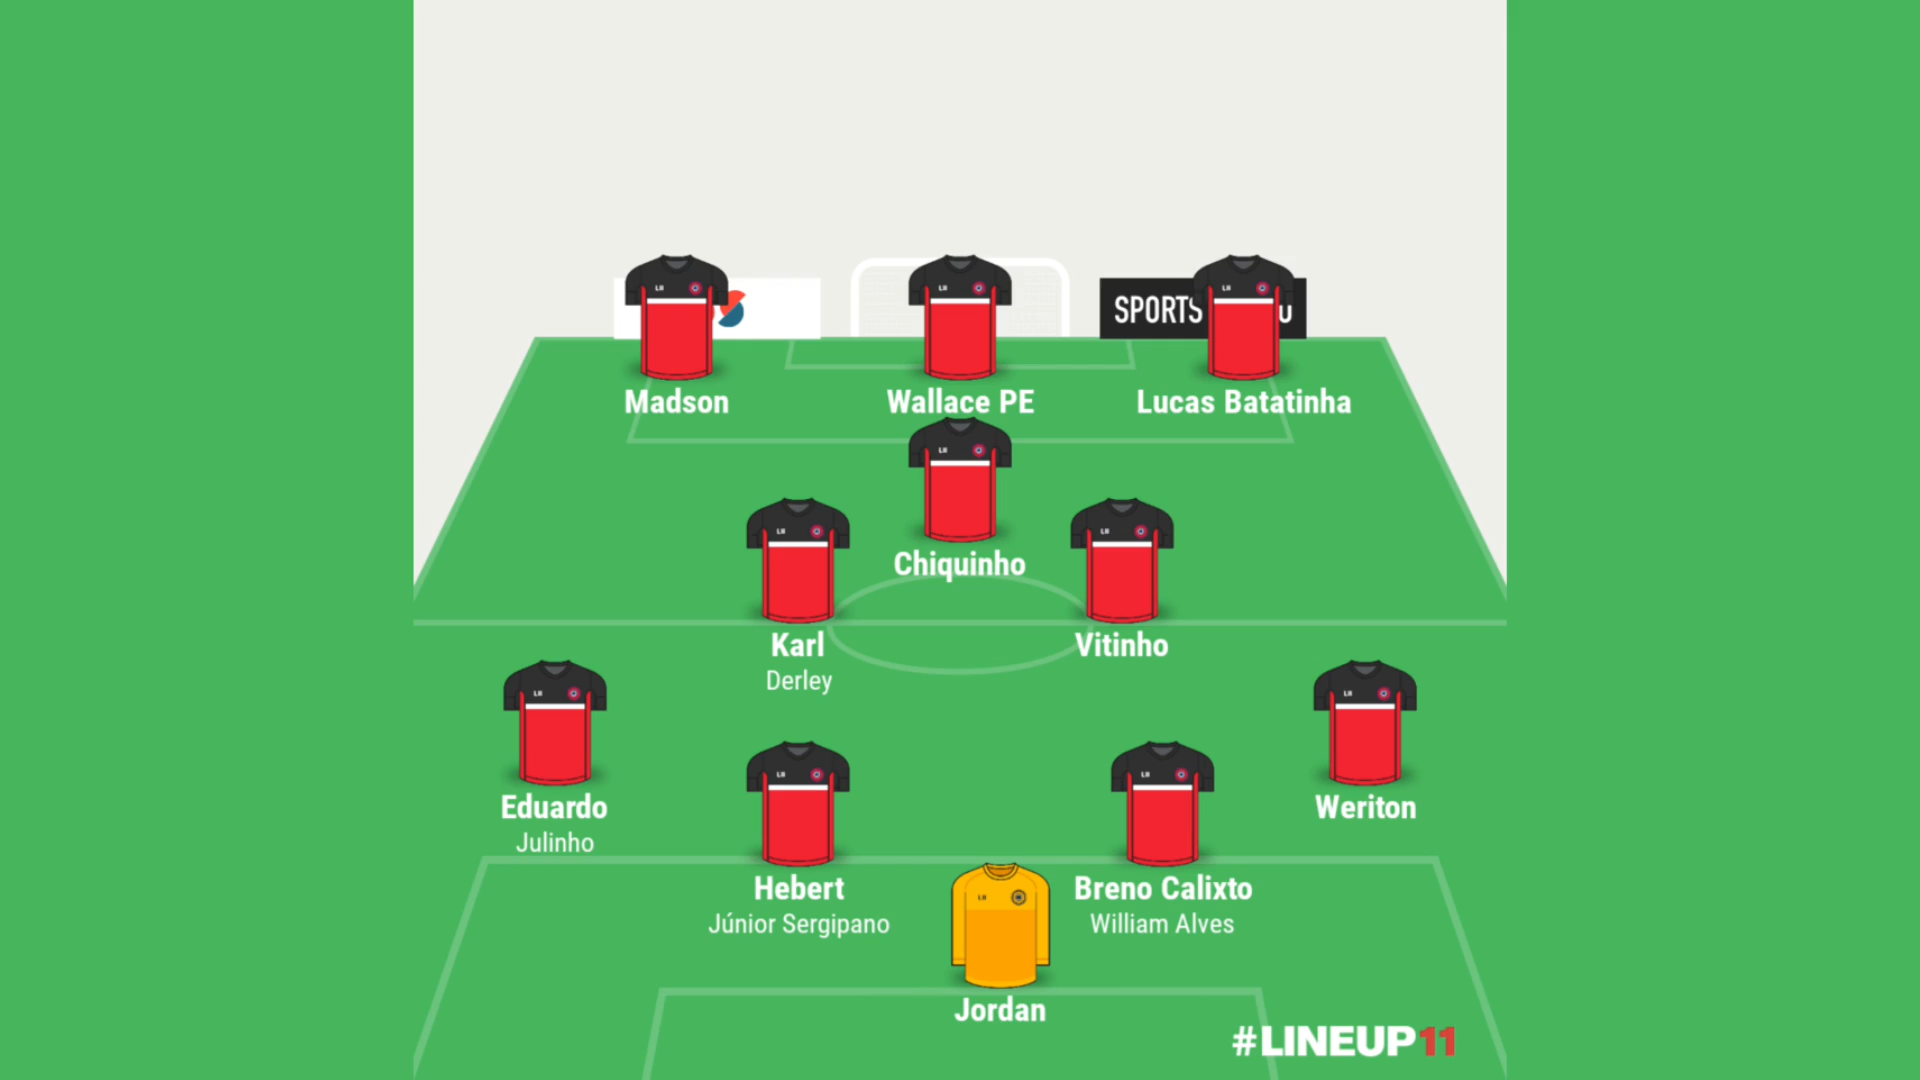 SPORTS
U
Madson
Wallace PE
Lucas Batatinha
Chiquinho
Karl
Derley
Vitinho
Eduardo
Julinho
Weriton
Hebert
Júnior Sergipano
Breno Calixto
William Alves
Jordan
#LINEUP11